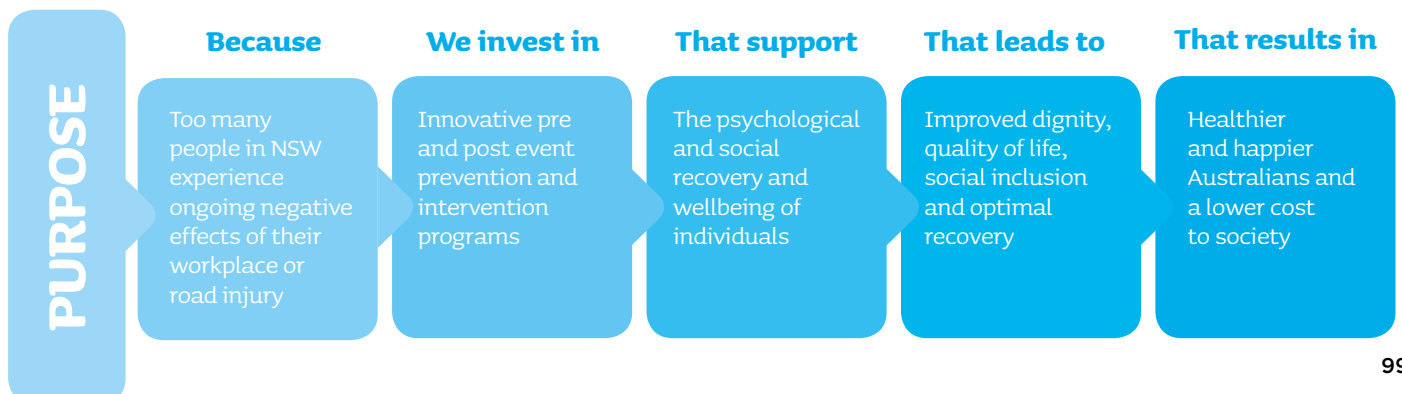 PURPOSE
Because
Too many
people in NSW
experience
ongoing negative
effects of their
workplace or
road injury
We invest in
Innovative pre
and post event
prevention and
intervention
programs
That support
The psychological
and social
recovery and
wellbeing of
individuals
That leads to
Improved dignity,
quality of life,
social inclusion
and optimal
recovery
That results in
Healthier
and happier
Australians and
a lower cost
to society
99